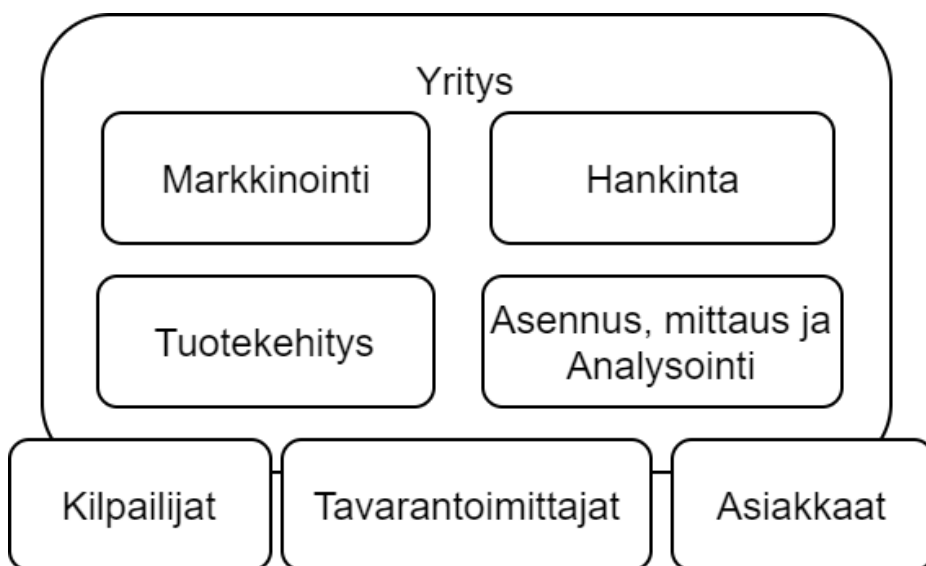 Yritys
Markkinointi
Hankinta
Tuotekehitys
Asennus, mittaus ja
Analysointi
Kilpailijat
Tavarantoimittajat
Asiakkaat